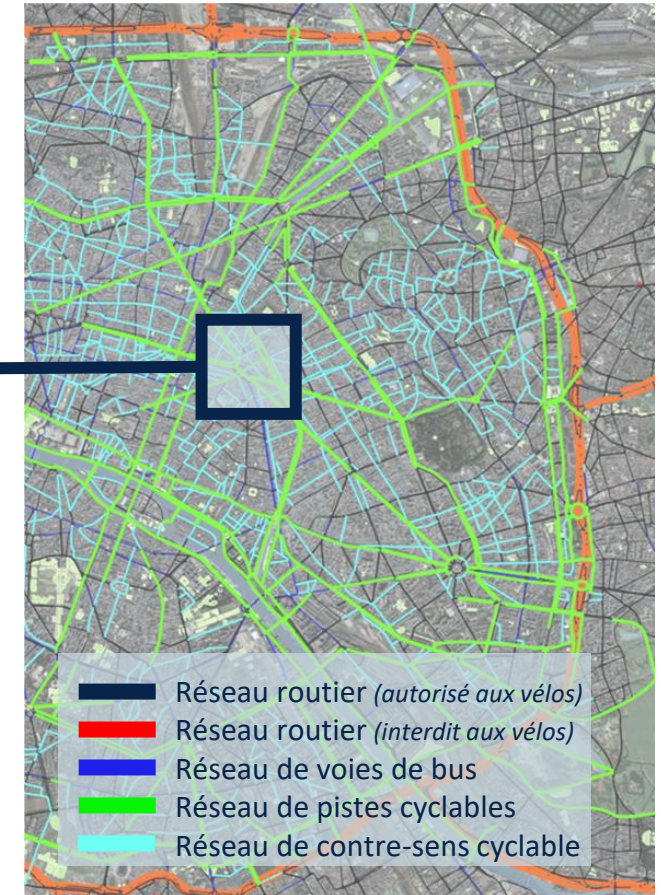 Réseau routier (autorisé aux vélos)
Réseau routier (interdit aux vélos)
Réseau de voies de bus
Réseau de pistes cyclables
Réseau de contre-sens cyclable